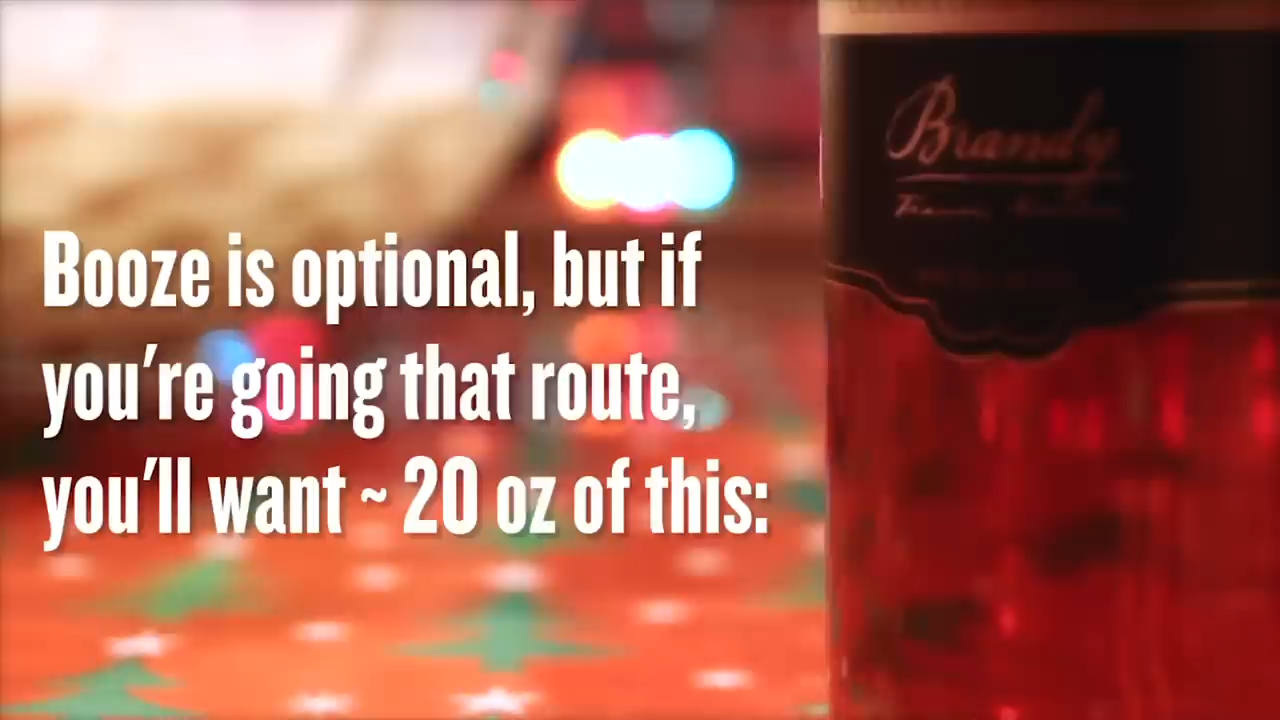 Brandy
Booze is optional, but if
you're going that route,
you'll want ~ 20 oz of this: